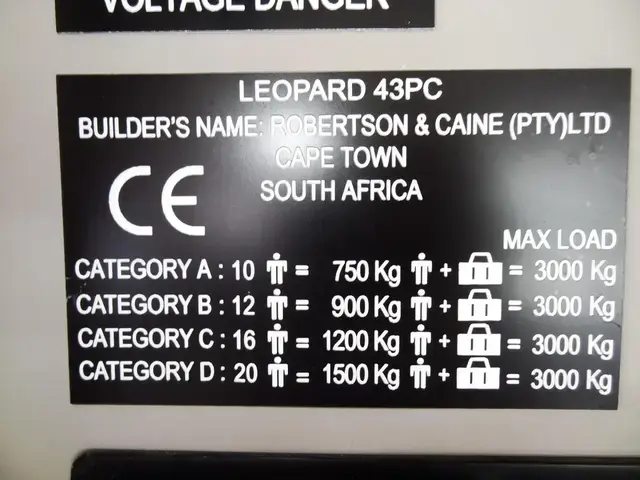 VOLTAGE DANGER
LEOPARD 43PC
BUILDER'S NAME: ROBERTSON & CAINE (PTY)LTD
CAPE TOWN
SOUTH AFRICA
CE
MAX LOAD
CATEGORY A : 10 = 750 Kg + = 3000 Kg
CATEGORY B : 12 = 900 Kg + = 3000 Kg
CATEGORY C : 16 = 1200 Kg + = 3000 Kg
CATEGORY D : 20 = 1500 Kg + = 3000 Kg